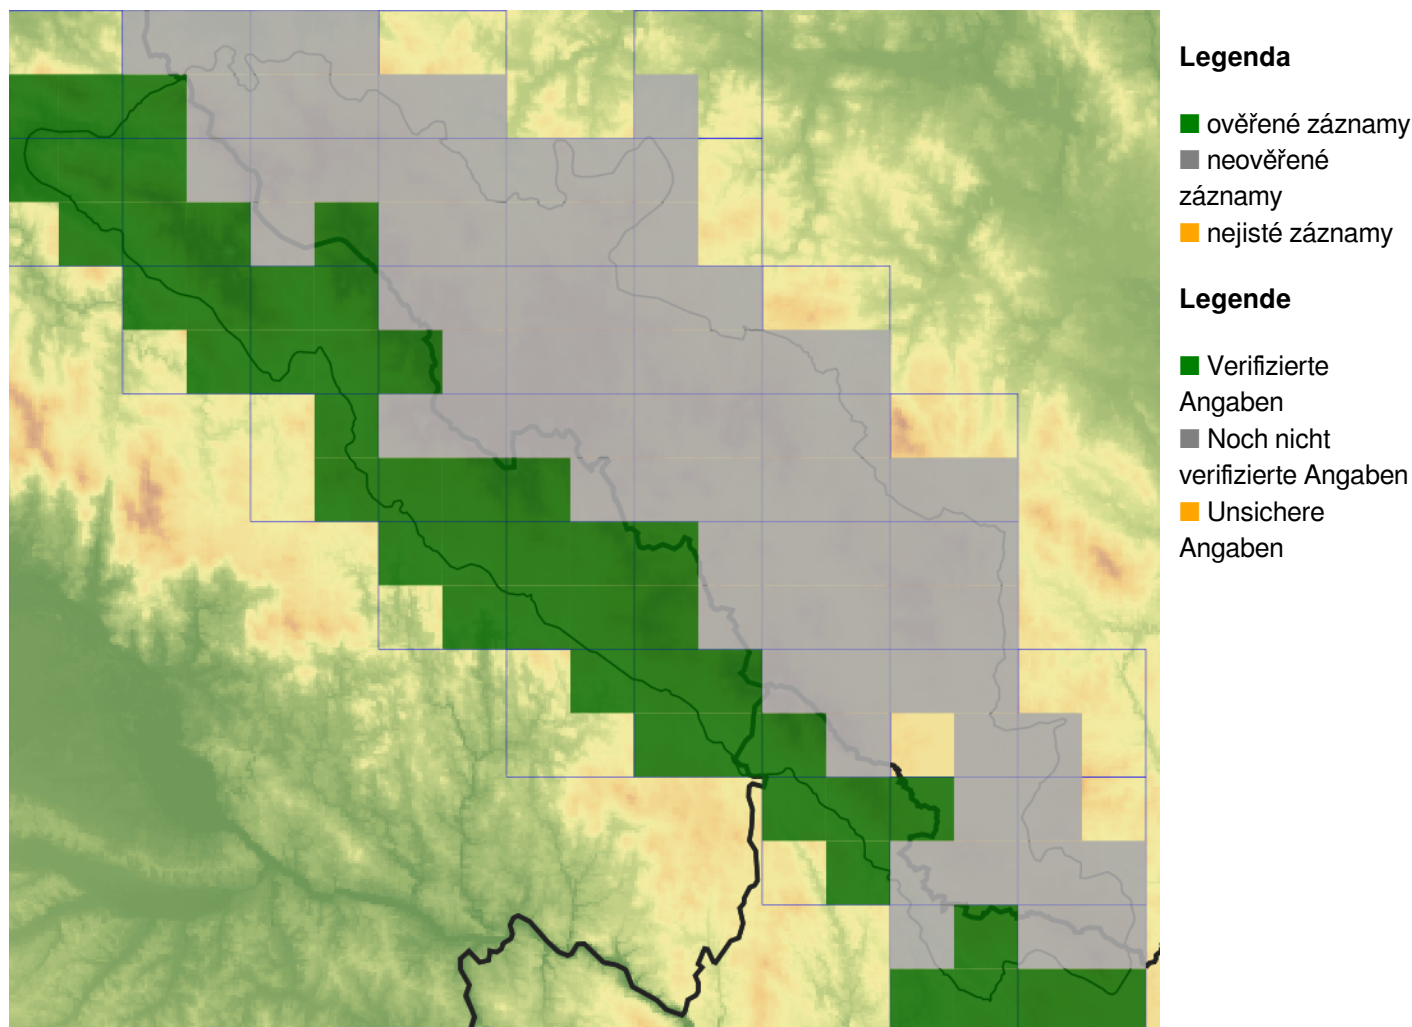 Legenda
ověřené záznamy
neověřené
záznamy
nejisté záznamy
Legende
Verifizierte
Angaben
Noch nicht
verifizierte Angaben
Unsichere
Angaben